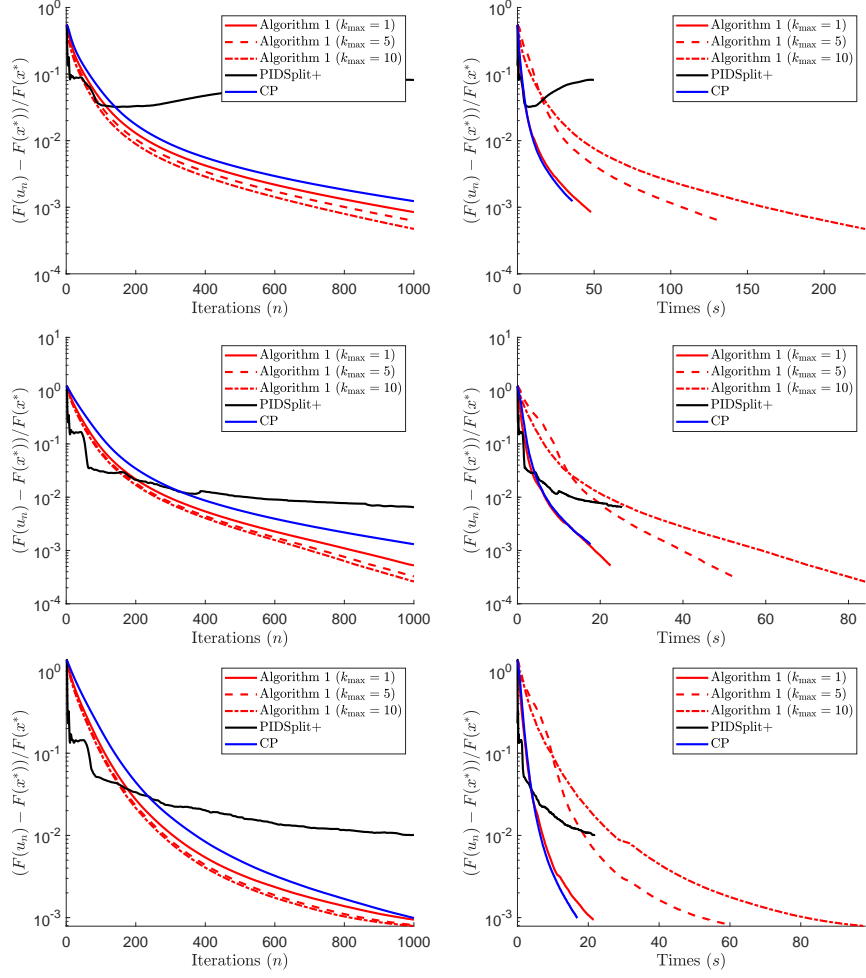 10^0
10^-1
10^-2
10^-3
10^-4
(F(u_n) − F(x*))/F(x*)
0 200 400 600 800 1000
Iterations (n)
Algorithm 1 (k_max = 1)
Algorithm 1 (k_max = 5)
Algorithm 1 (k_max = 10)
PIDSplit+
CP
10^0
10^-1
10^-2
10^-3
10^-4
(F(u_n) − F(x*))/F(x*)
0 50 100 150 200
Times (s)
Algorithm 1 (k_max = 1)
Algorithm 1 (k_max = 5)
Algorithm 1 (k_max = 10)
PIDSplit+
CP
10^1
10^0
10^-1
10^-2
10^-3
10^-4
(F(u_n) − F(x*))/F(x*)
0 200 400 600 800 1000
Iterations (n)
Algorithm 1 (k_max = 1)
Algorithm 1 (k_max = 5)
Algorithm 1 (k_max = 10)
PIDSplit+
CP
10^1
10^0
10^-1
10^-2
10^-3
10^-4
(F(u_n) − F(x*))/F(x*)
0 20 40 60 80
Times (s)
Algorithm 1 (k_max = 1)
Algorithm 1 (k_max = 5)
Algorithm 1 (k_max = 10)
PIDSplit+
CP
10^0
10^-1
10^-2
10^-3
(F(u_n) − F(x*))/F(x*)
0 200 400 600 800 1000
Iterations (n)
Algorithm 1 (k_max = 1)
Algorithm 1 (k_max = 5)
Algorithm 1 (k_max = 10)
PIDSplit+
CP
10^0
10^-1
10^-2
10^-3
(F(u_n) − F(x*))/F(x*)
0 20 40 60 80
Times (s)
Algorithm 1 (k_max = 1)
Algorithm 1 (k_max = 5)
Algorithm 1 (k_max = 10)
PIDSplit+
CP